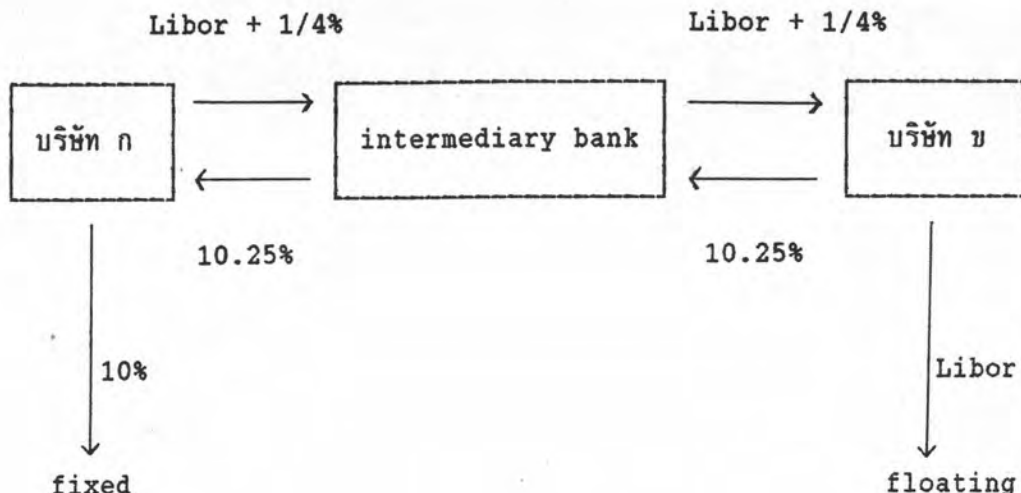 Libor + 1/4% Libor + 1/4%
บริษัท ก intermediary bank บริษัท ข
10.25% 10.25%
10% Libor
fixed floating